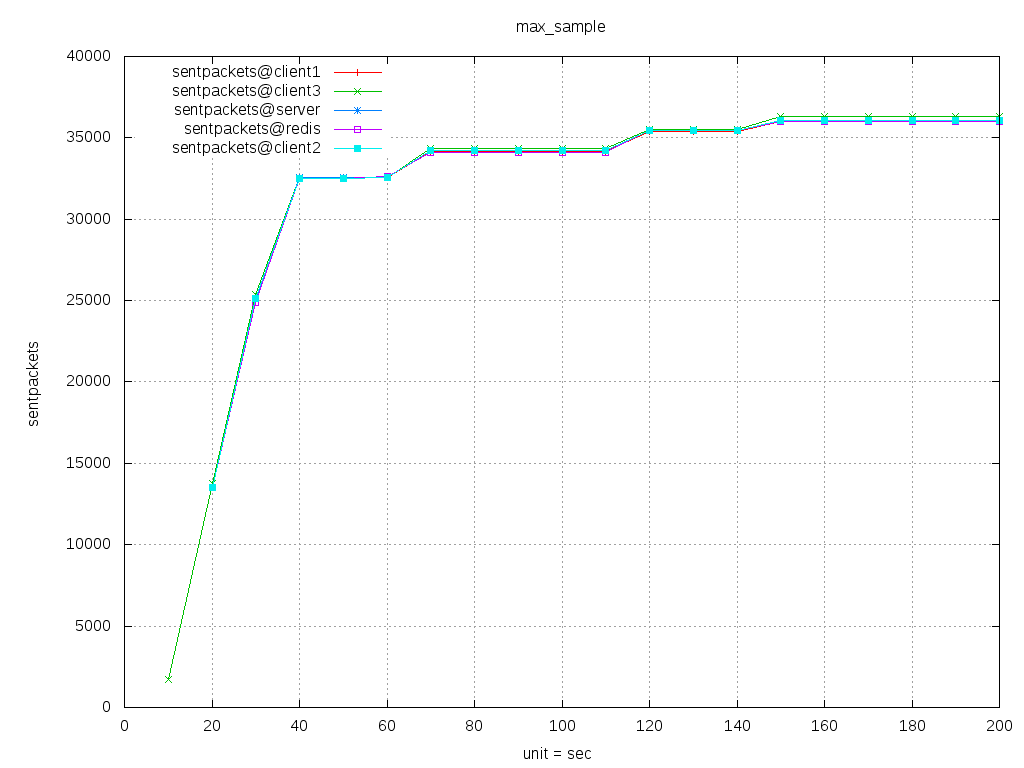 max_sample
40000
35000
30000
25000
20000
15000
10000
5000
0
sentpackets@client1
sentpackets@client3
sentpackets@server
sentpackets@redis
sentpackets@client2
sentpackets
0 20 40 60 80 100 120 140 160 180 200
unit = sec